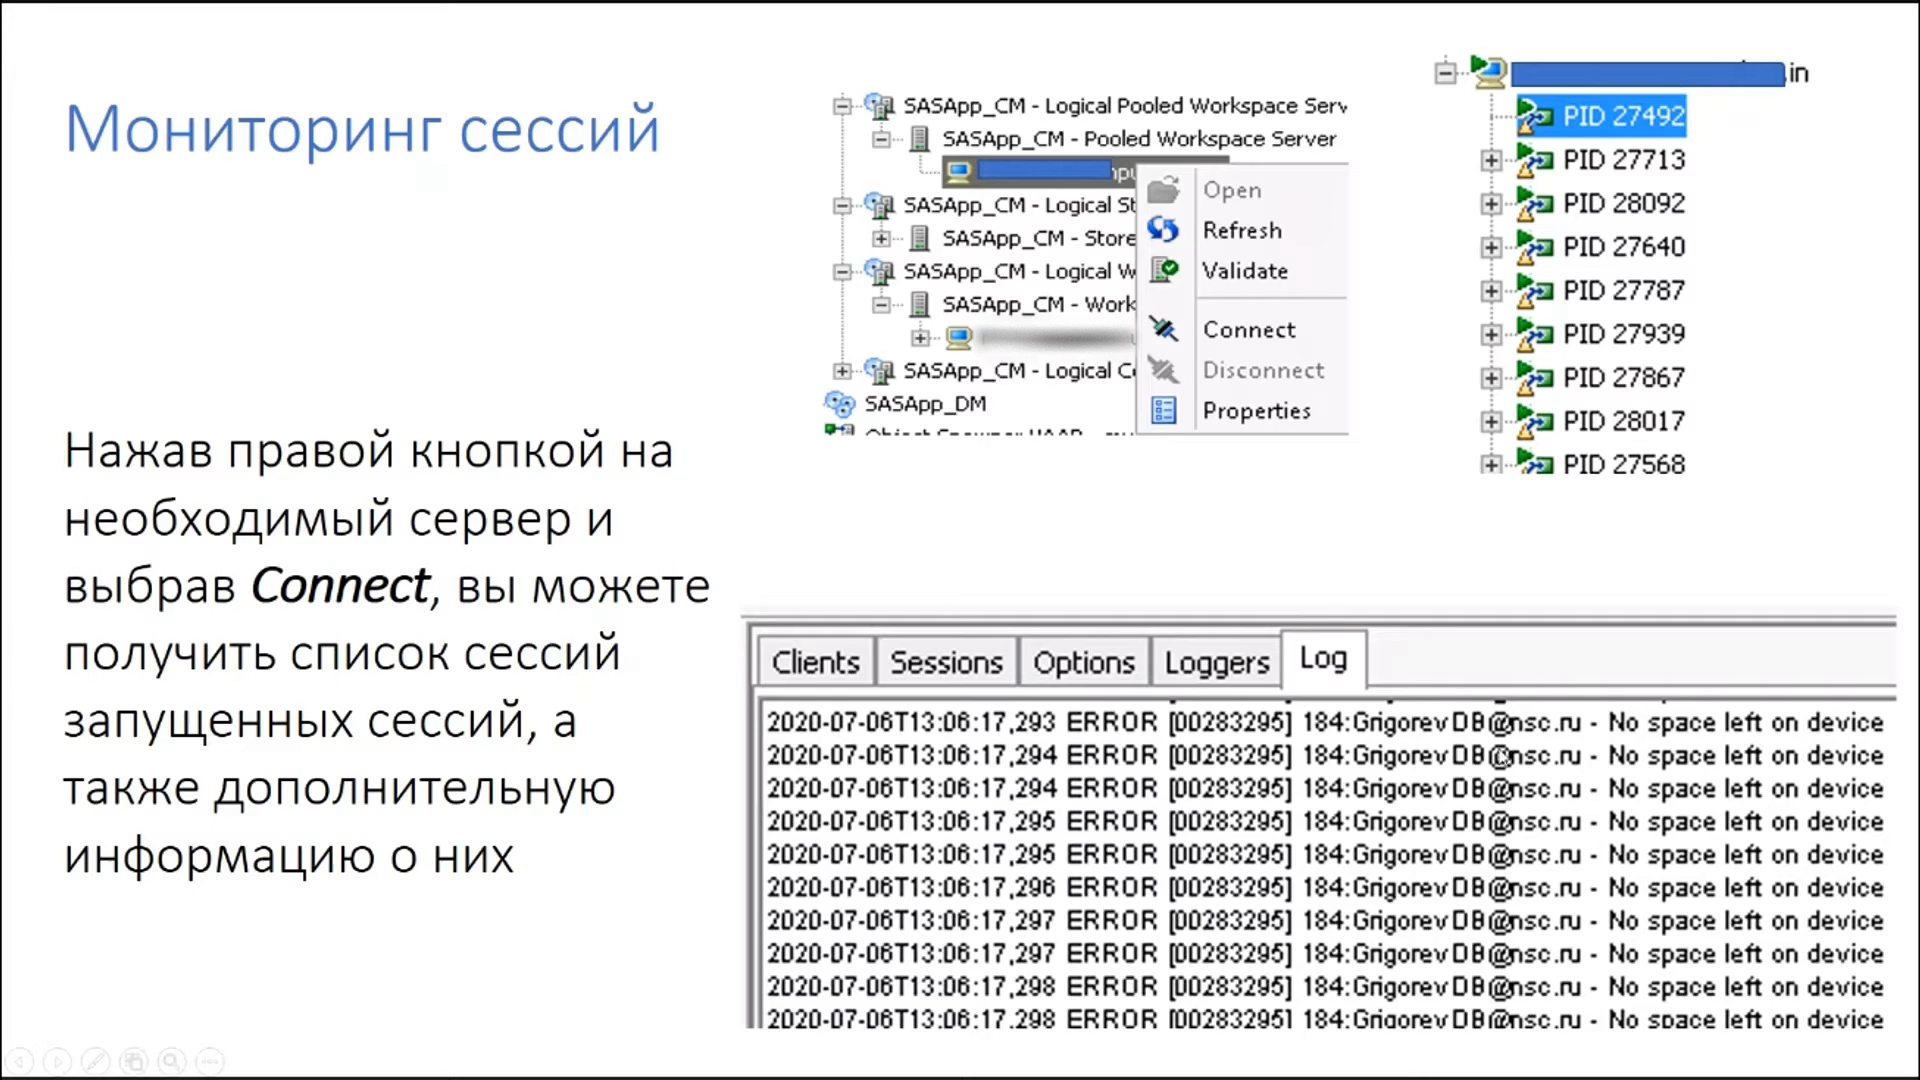 Мониторинг сессий
Нажав правой кнопкой на
необходимый сервер и
выбрав Connect, вы можете
получить список сессий
запущенных сессий, а
также дополнительную
информацию о них
SASApp_CM - Logical Pooled Workspace Serv
SASApp_CM - Pooled Workspace Server
SASApp_CM - Logical St
SASApp_CM - Store
SASApp_CM - Logical W
SASApp_CM - Work
SASApp_CM - Logical Co
SASApp_DM
Open
Refresh
Validate
Connect
Disconnect
Properties
.in
PID 27492
PID 27713
PID 28092
PID 27640
PID 27787
PID 27939
PID 27867
PID 28017
PID 27568
Clients Sessions Options Loggers Log
2020-07-06T13:06:17,293 ERROR [00283295] 184:GrigorevDB@nsc.ru - No space left on device
2020-07-06T13:06:17,294 ERROR [00283295] 184:GrigorevDB@nsc.ru - No space left on device
2020-07-06T13:06:17,294 ERROR [00283295] 184:GrigorevDB@nsc.ru - No space left on device
2020-07-06T13:06:17,295 ERROR [00283295] 184:GrigorevDB@nsc.ru - No space left on device
2020-07-06T13:06:17,295 ERROR [00283295] 184:GrigorevDB@nsc.ru - No space left on device
2020-07-06T13:06:17,296 ERROR [00283295] 184:GrigorevDB@nsc.ru - No space left on device
2020-07-06T13:06:17,297 ERROR [00283295] 184:GrigorevDB@nsc.ru - No space left on device
2020-07-06T13:06:17,297 ERROR [00283295] 184:GrigorevDB@nsc.ru - No space left on device
2020-07-06T13:06:17,298 ERROR [00283295] 184:GrigorevDB@nsc.ru - No space left on device
2020-07-06T13:06:17,298 ERROR [00283295] 184:GrigorevDB@nsc.ru - No space left on device